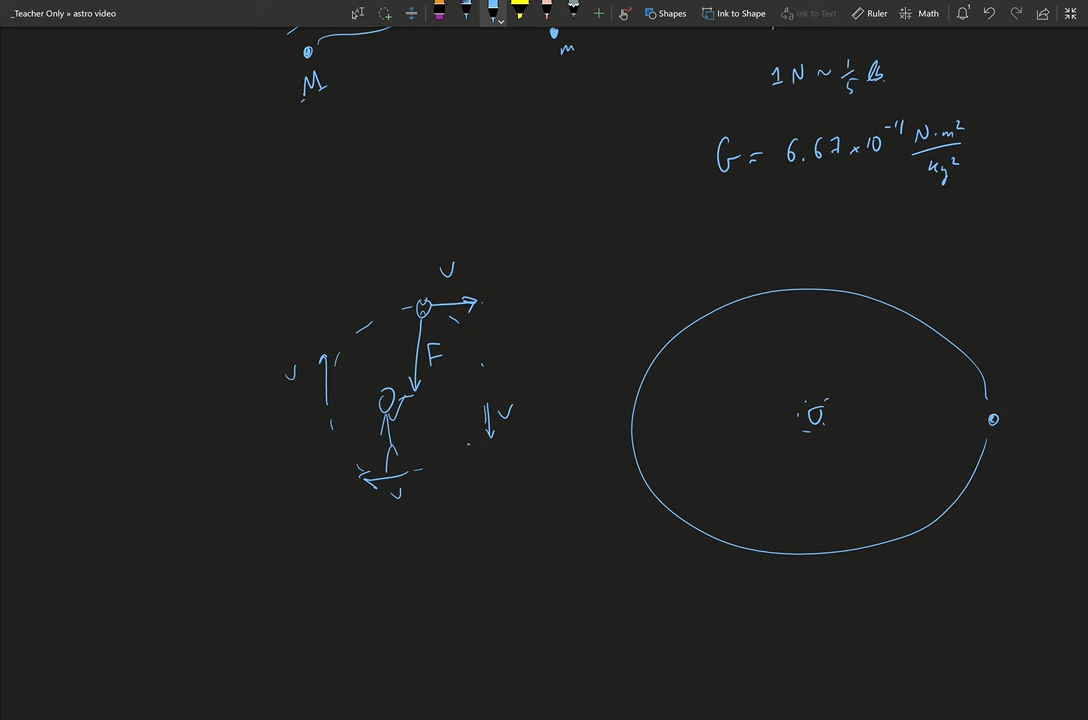 _Teacher Only » astro video
Shapes
Ink to Shape
Ink to Text
Ruler
Math
M
m
1 N ~ 1/5 lb.
G = 6.67 × 10⁻¹¹ N·m²/kg²
v
F
v
v
v